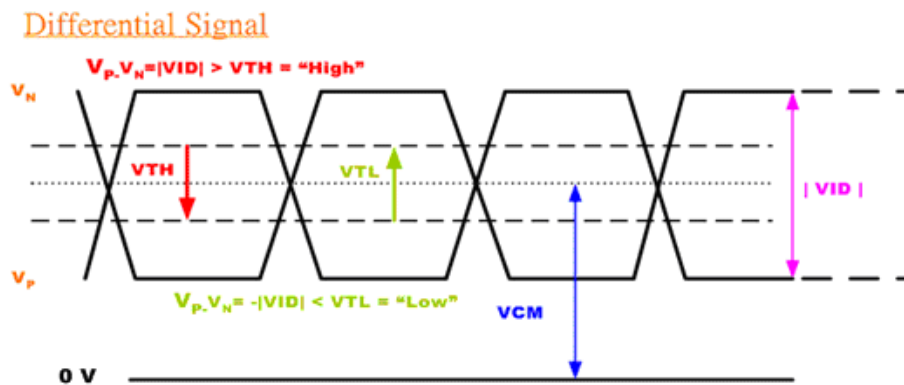 Differential Signal
VP-VN=|VID| > VTH = “High”
VN
VTH
VTL
| VID |
VP
VP-VN= -|VID| < VTL = “Low”
VCM
0 V